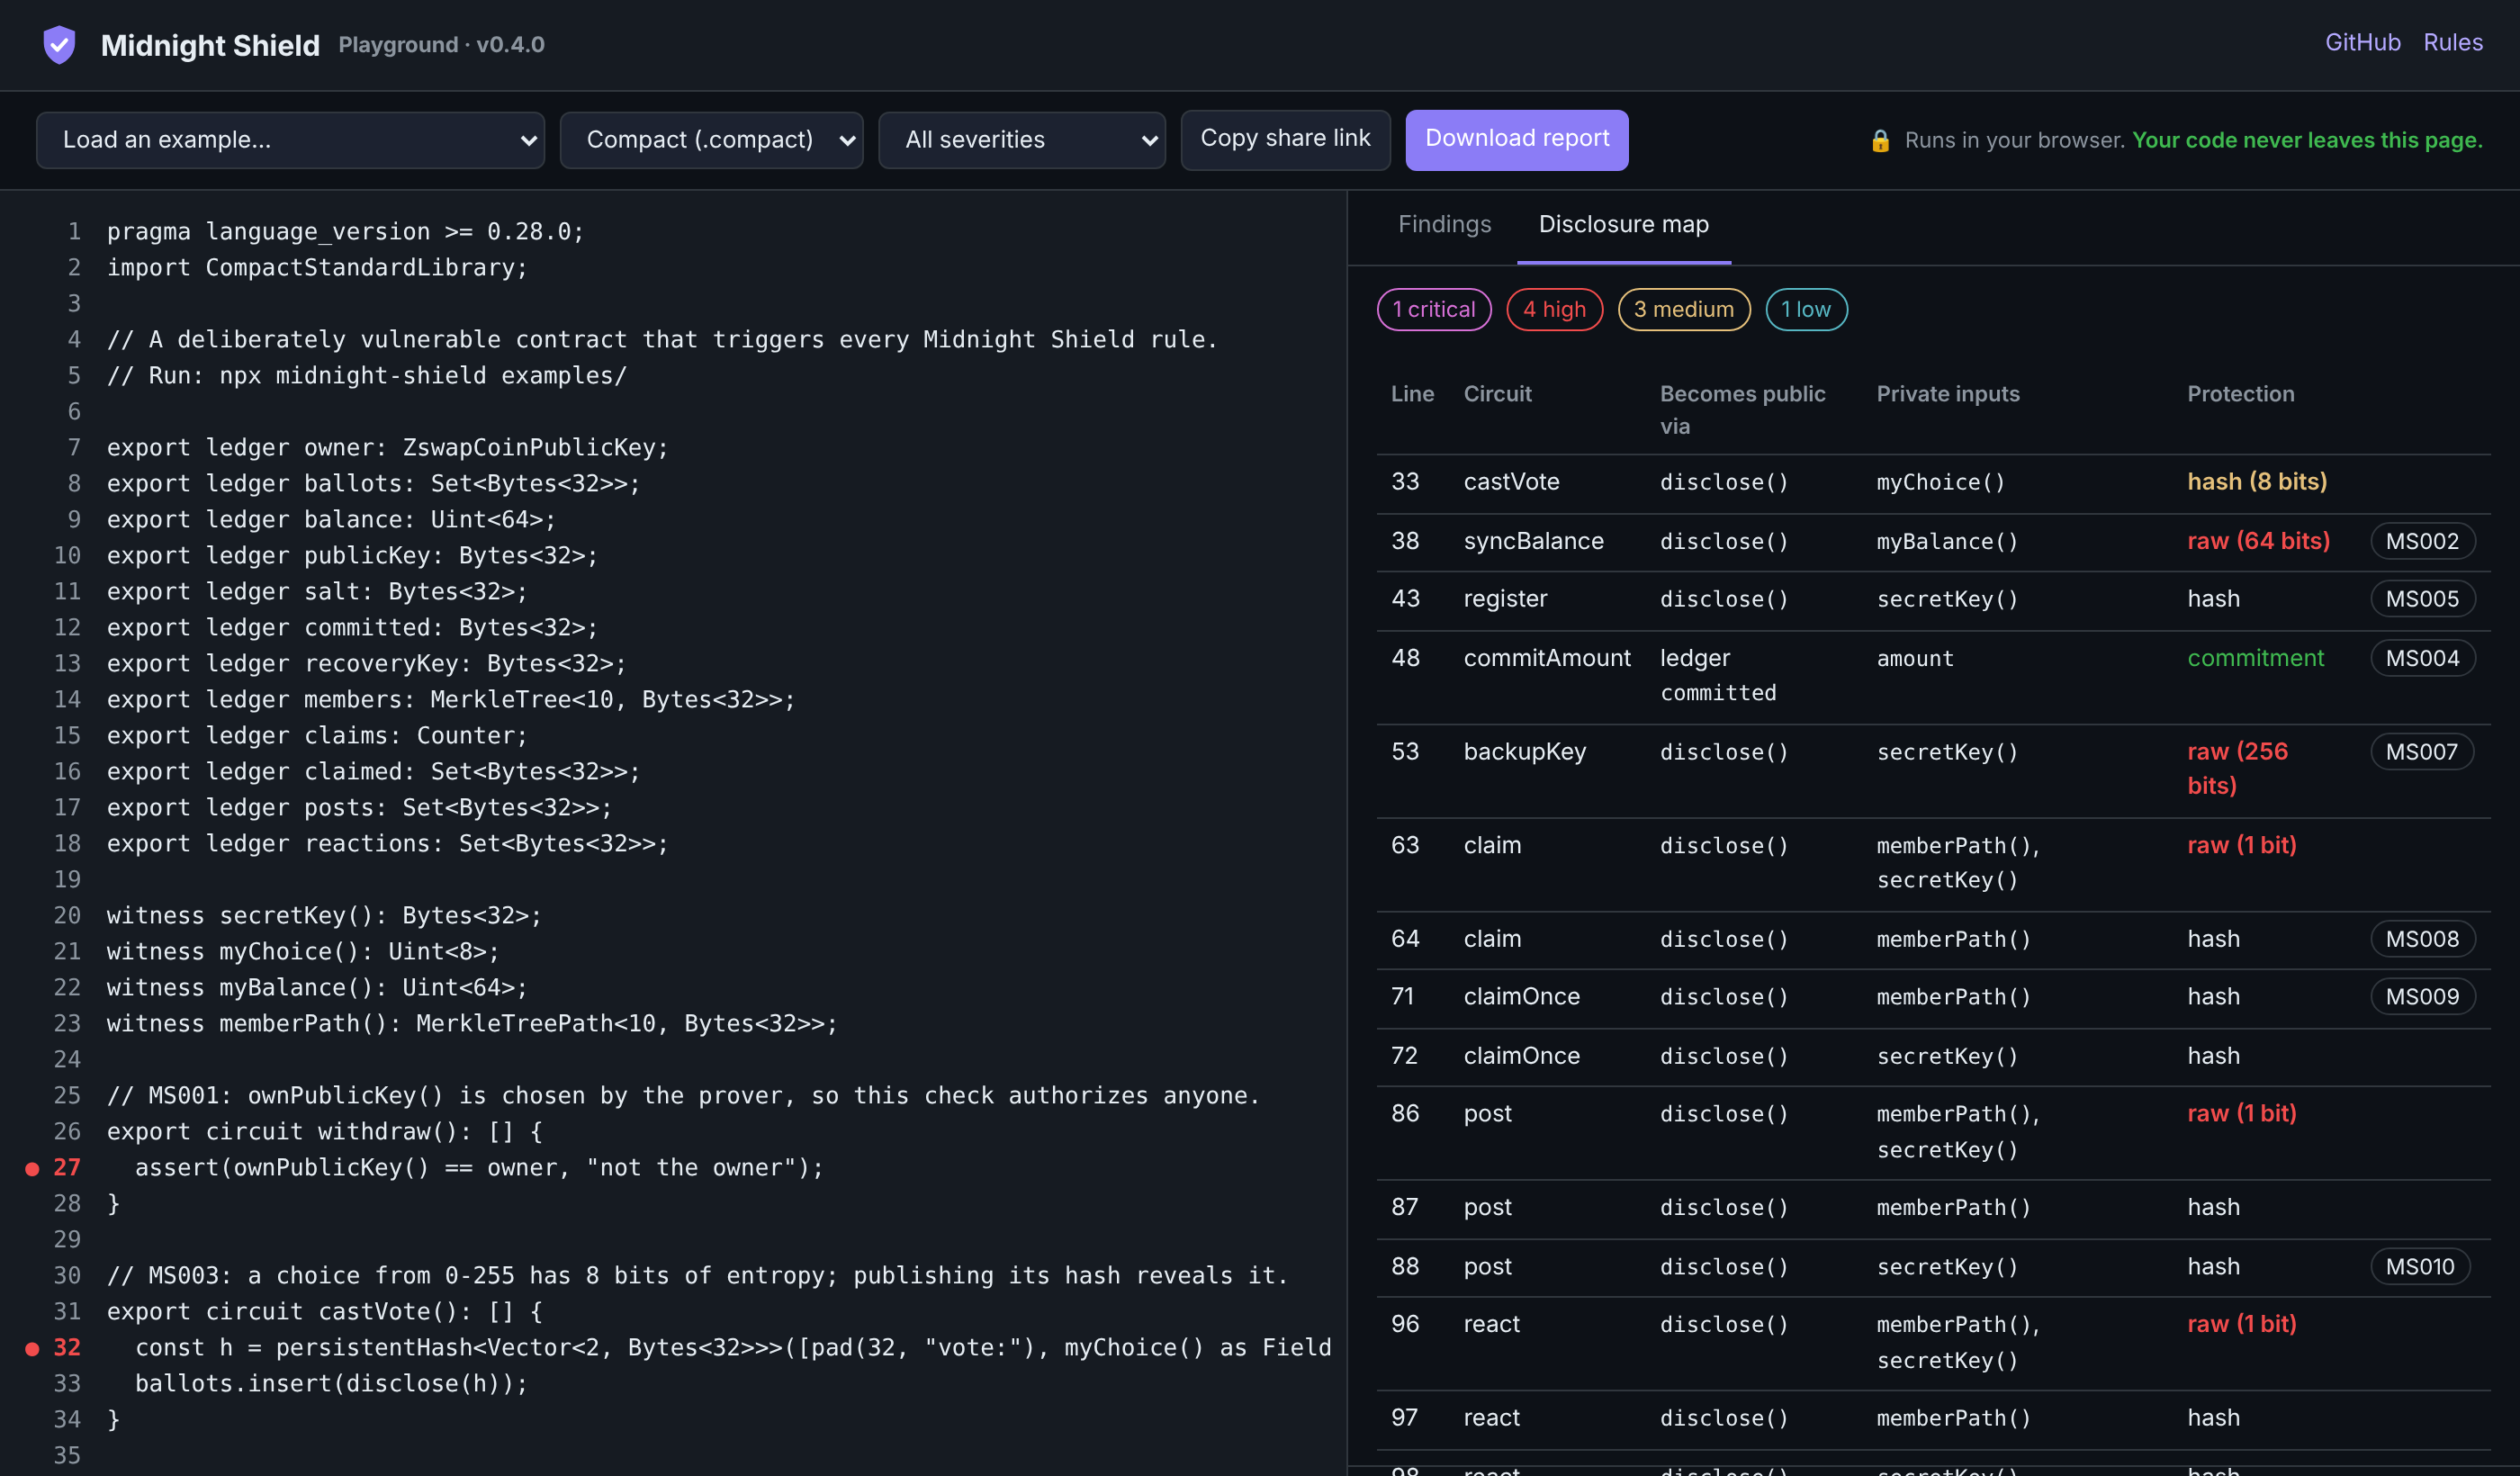 Midnight Shield Playground · v0.4.0 GitHub Rules
Load an example... Compact (.compact) All severities Copy share link Download report 🔒 Runs in your browser. Your code never leaves this page.
1 pragma language_version >= 0.28.0;
2 import CompactStandardLibrary;
3
4 // A deliberately vulnerable contract that triggers every Midnight Shield rule.
5 // Run: npx midnight-shield examples/
6
7 export ledger owner: ZswapCoinPublicKey;
8 export ledger ballots: Set<Bytes<32>>;
9 export ledger balance: Uint<64>;
10 export ledger publicKey: Bytes<32>;
11 export ledger salt: Bytes<32>;
12 export ledger committed: Bytes<32>;
13 export ledger recoveryKey: Bytes<32>;
14 export ledger members: MerkleTree<10, Bytes<32>>;
15 export ledger claims: Counter;
16 export ledger claimed: Set<Bytes<32>>;
17 export ledger posts: Set<Bytes<32>>;
18 export ledger reactions: Set<Bytes<32>>;
19
20 witness secretKey(): Bytes<32>;
21 witness myChoice(): Uint<8>;
22 witness myBalance(): Uint<64>;
23 witness memberPath(): MerkleTreePath<10, Bytes<32>>;
24
25 // MS001: ownPublicKey() is chosen by the prover, so this check authorizes anyone.
26 export circuit withdraw(): [] {
27 assert(ownPublicKey() == owner, "not the owner");
28 }
29
30 // MS003: a choice from 0-255 has 8 bits of entropy; publishing its hash reveals it.
31 export circuit castVote(): [] {
32 const h = persistentHash<Vector<2, Bytes<32>>>([pad(32, "vote:"), myChoice() as Field
33 ballots.insert(disclose(h));
34 }
35
Findings Disclosure map
1 critical 4 high 3 medium 1 low
Line Circuit Becomes public via Private inputs Protection
33 castVote disclose() myChoice() hash (8 bits)
38 syncBalance disclose() myBalance() raw (64 bits) MS002
43 register disclose() secretKey() hash MS005
48 commitAmount ledger committed amount commitment MS004
53 backupKey disclose() secretKey() raw (256 bits) MS007
63 claim disclose() memberPath(), secretKey() raw (1 bit)
64 claim disclose() memberPath() hash MS008
71 claimOnce disclose() memberPath() hash MS009
72 claimOnce disclose() secretKey() hash
86 post disclose() memberPath(), secretKey() raw (1 bit)
87 post disclose() memberPath() hash
88 post disclose() secretKey() hash MS010
96 react disclose() memberPath(), secretKey() raw (1 bit)
97 react disclose() memberPath() hash
98 react disclose() secretKey() hash